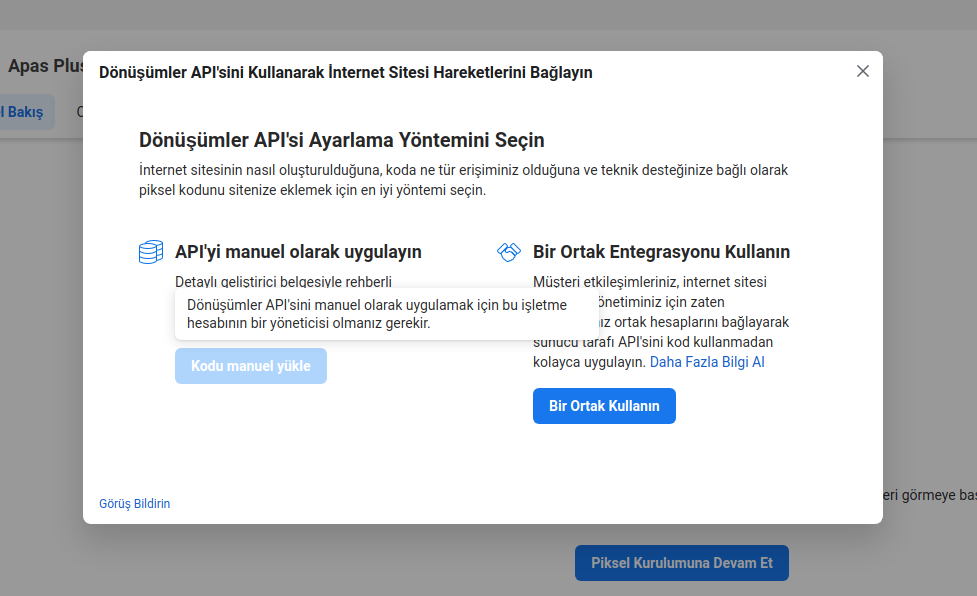 Apas Plus
Dönüşümler API'sini Kullanarak İnternet Sitesi Hareketlerini Bağlayın
l Bakış
Dönüşümler API'si Ayarlama Yöntemini Seçin
İnternet sitesinin nasıl oluşturulduğuna, koda ne tür erişiminiz olduğuna ve teknik desteğinize bağlı olarak
piksel kodunu sitenize eklemek için en iyi yöntemi seçin.
API'yi manuel olarak uygulayın
Detaylı geliştirici belgesiyle rehberli
Dönüşümler API'sini manuel olarak uygulamak için bu işletme
hesabının bir yöneticisi olmanız gerekir.
Kodu manuel yükle
Bir Ortak Entegrasyonu Kullanın
Müşteri etkileşimleriniz, internet sitesi
önetiminiz için zaten
ız ortak hesaplarını bağlayarak
sunucu tarafı API'sini kod kullanmadan
kolayca uygulayın. Daha Fazla Bilgi Al
Bir Ortak Kullanın
Görüş Bildirin
eri görmeye baş
Piksel Kurulumuna Devam Et